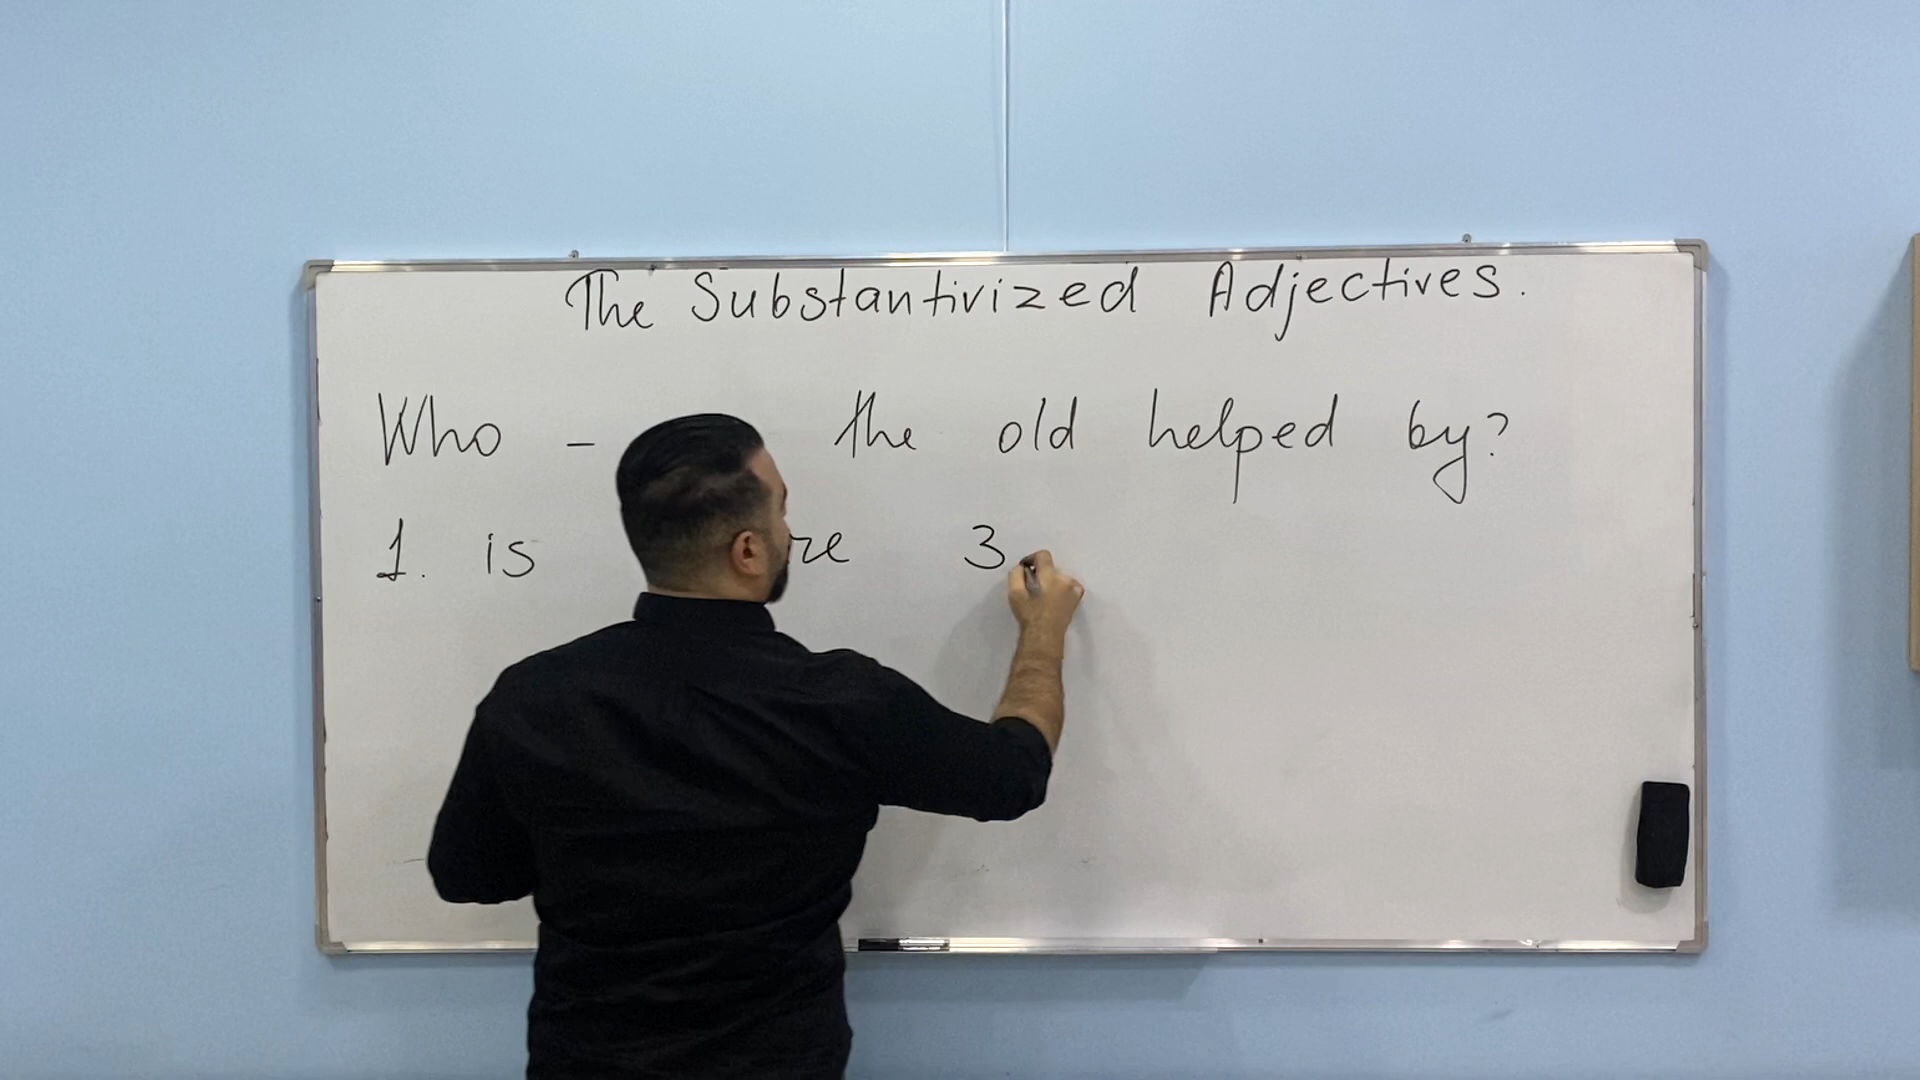 The Substantivized Adjectives.
Who - the old helped by?
1. is re 3.